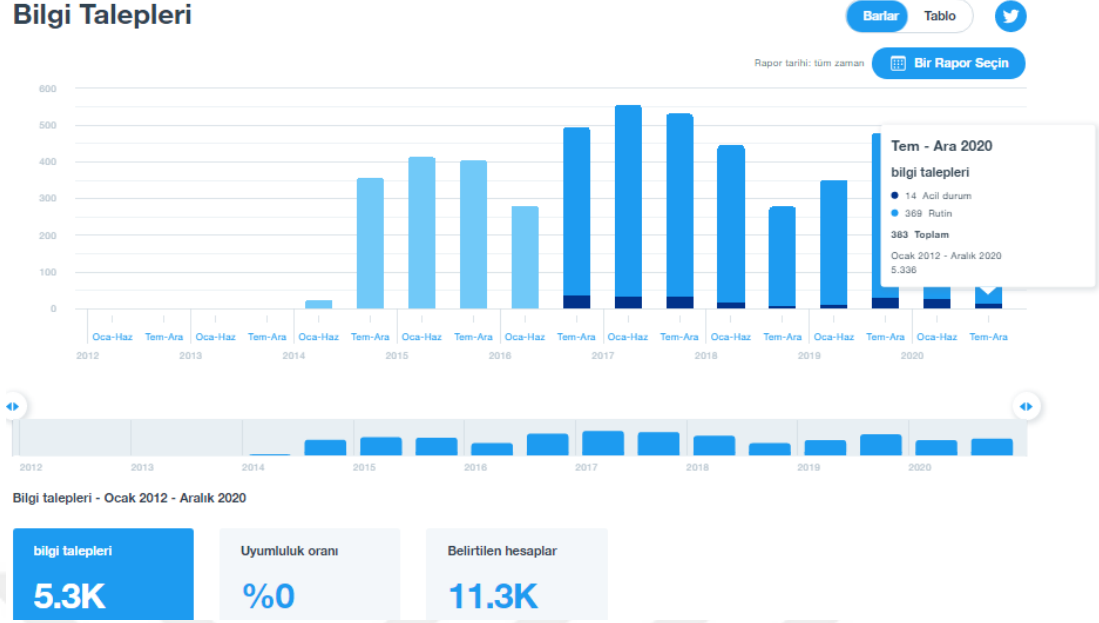 Bilgi Talepleri
Barlar Tablo
Rapor tarihi: tüm zaman Bir Rapor Seçin
600
500
400
300
200
100
0
Tem - Ara 2020
bilgi talepleri
14 Acil durum
369 Rutin
383 Toplam
Ocak 2012 - Aralık 2020
5.336
Oca-Haz Tem-Ara Oca-Haz Tem-Ara Oca-Haz Tem-Ara Oca-Haz Tem-Ara Oca-Haz Tem-Ara Oca-Haz Tem-Ara Oca-Haz Tem-Ara Oca-Haz Tem-Ara Oca-Haz Tem-Ara
2012 2013 2014 2015 2016 2017 2018 2019 2020
2012 2013 2014 2015 2016 2017 2018 2019 2020
Bilgi talepleri - Ocak 2012 - Aralık 2020
bilgi talepleri Uyumluluk oranı Belirtilen hesaplar
5.3K %0 11.3K